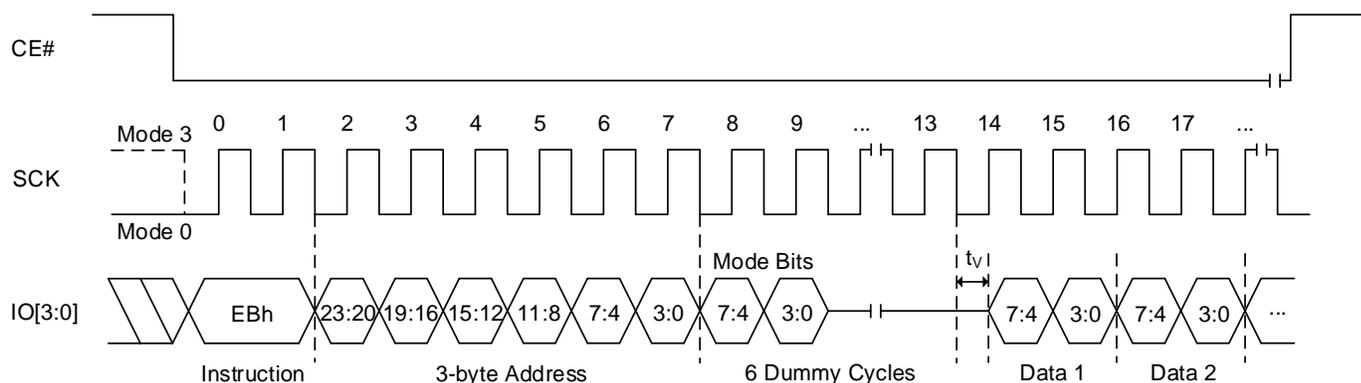 CE#
Mode 3
0 1 2 3 4 5 6 7 8 9 ... 13 14 15 16 17 ...
SCK
Mode 0
Mode Bits
tV
IO[3:0]
EBh 23:20 19:16 15:12 11:8 7:4 3:0 7:4 3:0 7:4 3:0 7:4 3:0 ...
Instruction 3-byte Address 6 Dummy Cycles Data 1 Data 2